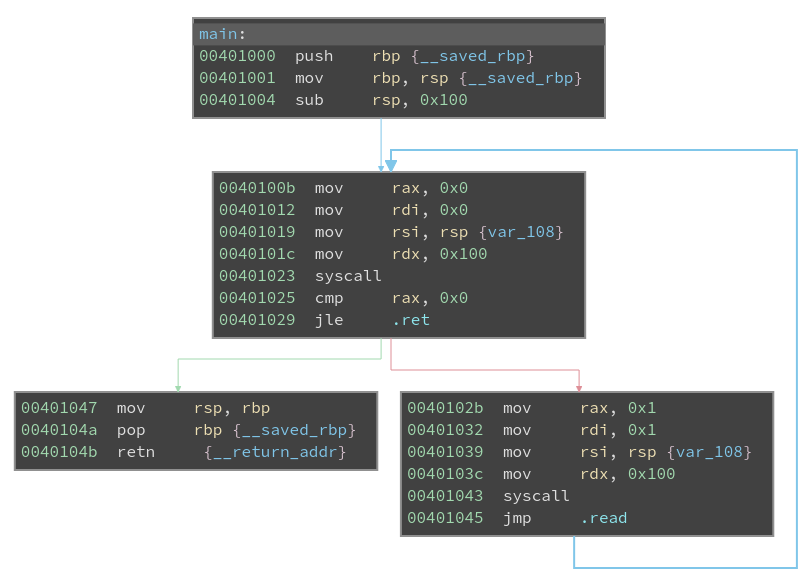 main:
00401000 push rbp {__saved_rbp}
00401001 mov rbp, rsp {__saved_rbp}
00401004 sub rsp, 0x100
0040100b mov rax, 0x0
00401012 mov rdi, 0x0
00401019 mov rsi, rsp {var_108}
0040101c mov rdx, 0x100
00401023 syscall
00401025 cmp rax, 0x0
00401029 jle .ret
00401047 mov rsp, rbp
0040104a pop rbp {__saved_rbp}
0040104b retn {__return_addr}
0040102b mov rax, 0x1
00401032 mov rdi, 0x1
00401039 mov rsi, rsp {var_108}
0040103c mov rdx, 0x100
00401043 syscall
00401045 jmp .read